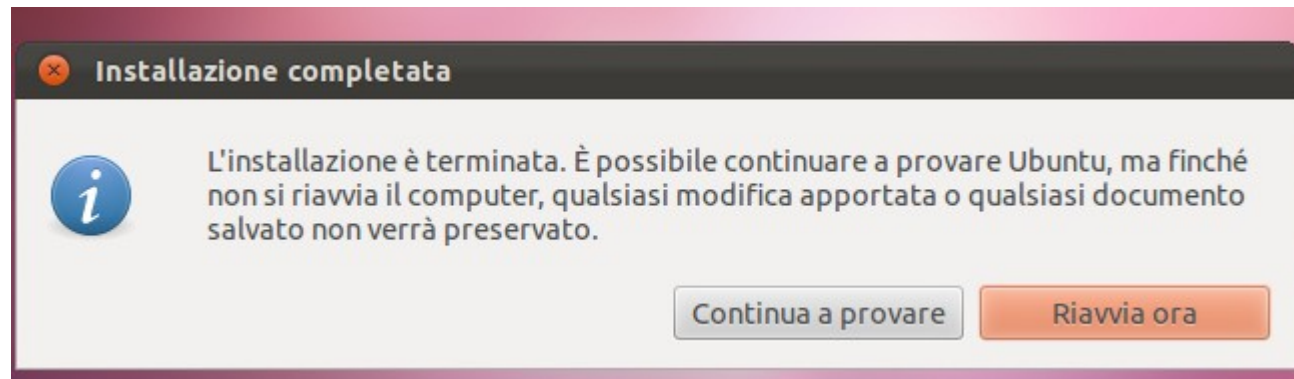 Installazione completata
L'installazione è terminata. È possibile continuare a provare Ubuntu, ma finché
non si riavvia il computer, qualsiasi modifica apportata o qualsiasi documento
salvato non verrà preservato.
Continua a provare
Riavvia ora